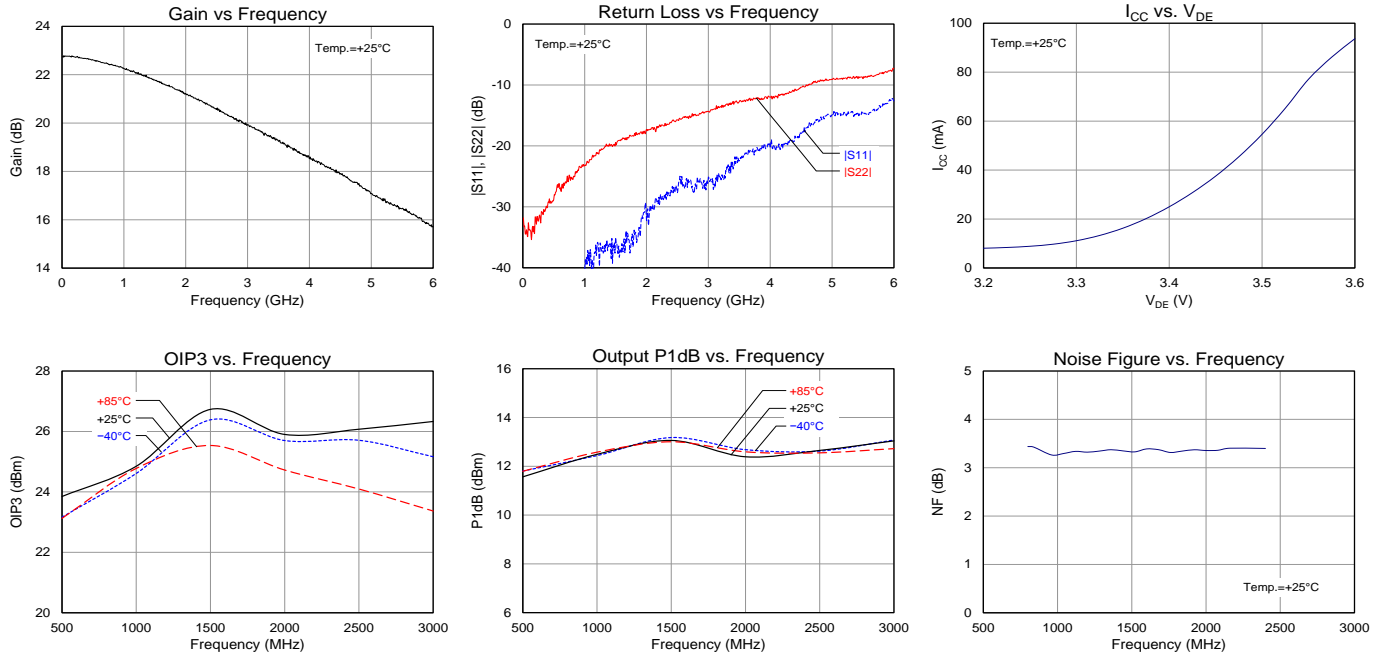 Gain vs Frequency
24
22
20
18
16
14
Gain (dB)
Temp.=+25°C
0 1 2 3 4 5 6
Frequency (GHz)
Return Loss vs Frequency
-0
-10
-20
-30
-40
|S11|, |S22| (dB)
Temp.=+25°C
|S11|
|S22|
0 1 2 3 4 5 6
Frequency (GHz)
I_CC vs. V_DE
100
80
60
40
20
0
I_CC (mA)
Temp.=+25°C
3.2 3.3 3.4 3.5 3.6
V_DE (V)
OIP3 vs. Frequency
28
26
24
22
20
OIP3 (dBm)
+85°C
+25°C
−40°C
500 1000 1500 2000 2500 3000
Frequency (MHz)
Output P1dB vs. Frequency
16
14
12
10
8
6
P1dB (dBm)
+85°C
+25°C
−40°C
500 1000 1500 2000 2500 3000
Frequency (MHz)
Noise Figure vs. Frequency
5
4
3
2
1
0
NF (dB)
Temp.=+25°C
500 1000 1500 2000 2500 3000
Frequency (MHz)